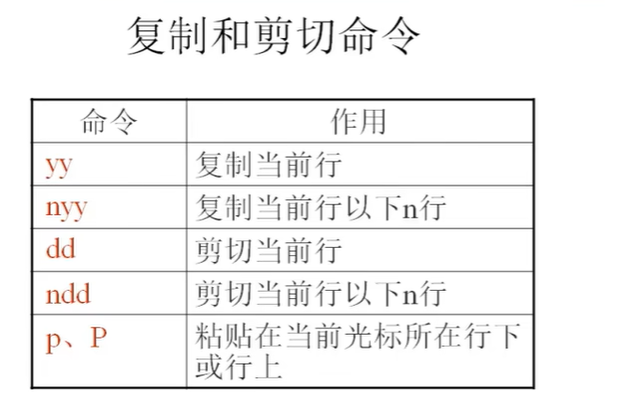 复制和剪切命令
命令 作用
yy 复制当前行
nyy 复制当前行以下n行
dd 剪切当前行
ndd 剪切当前行以下n行
p、P 粘贴在当前光标所在行下
或行上